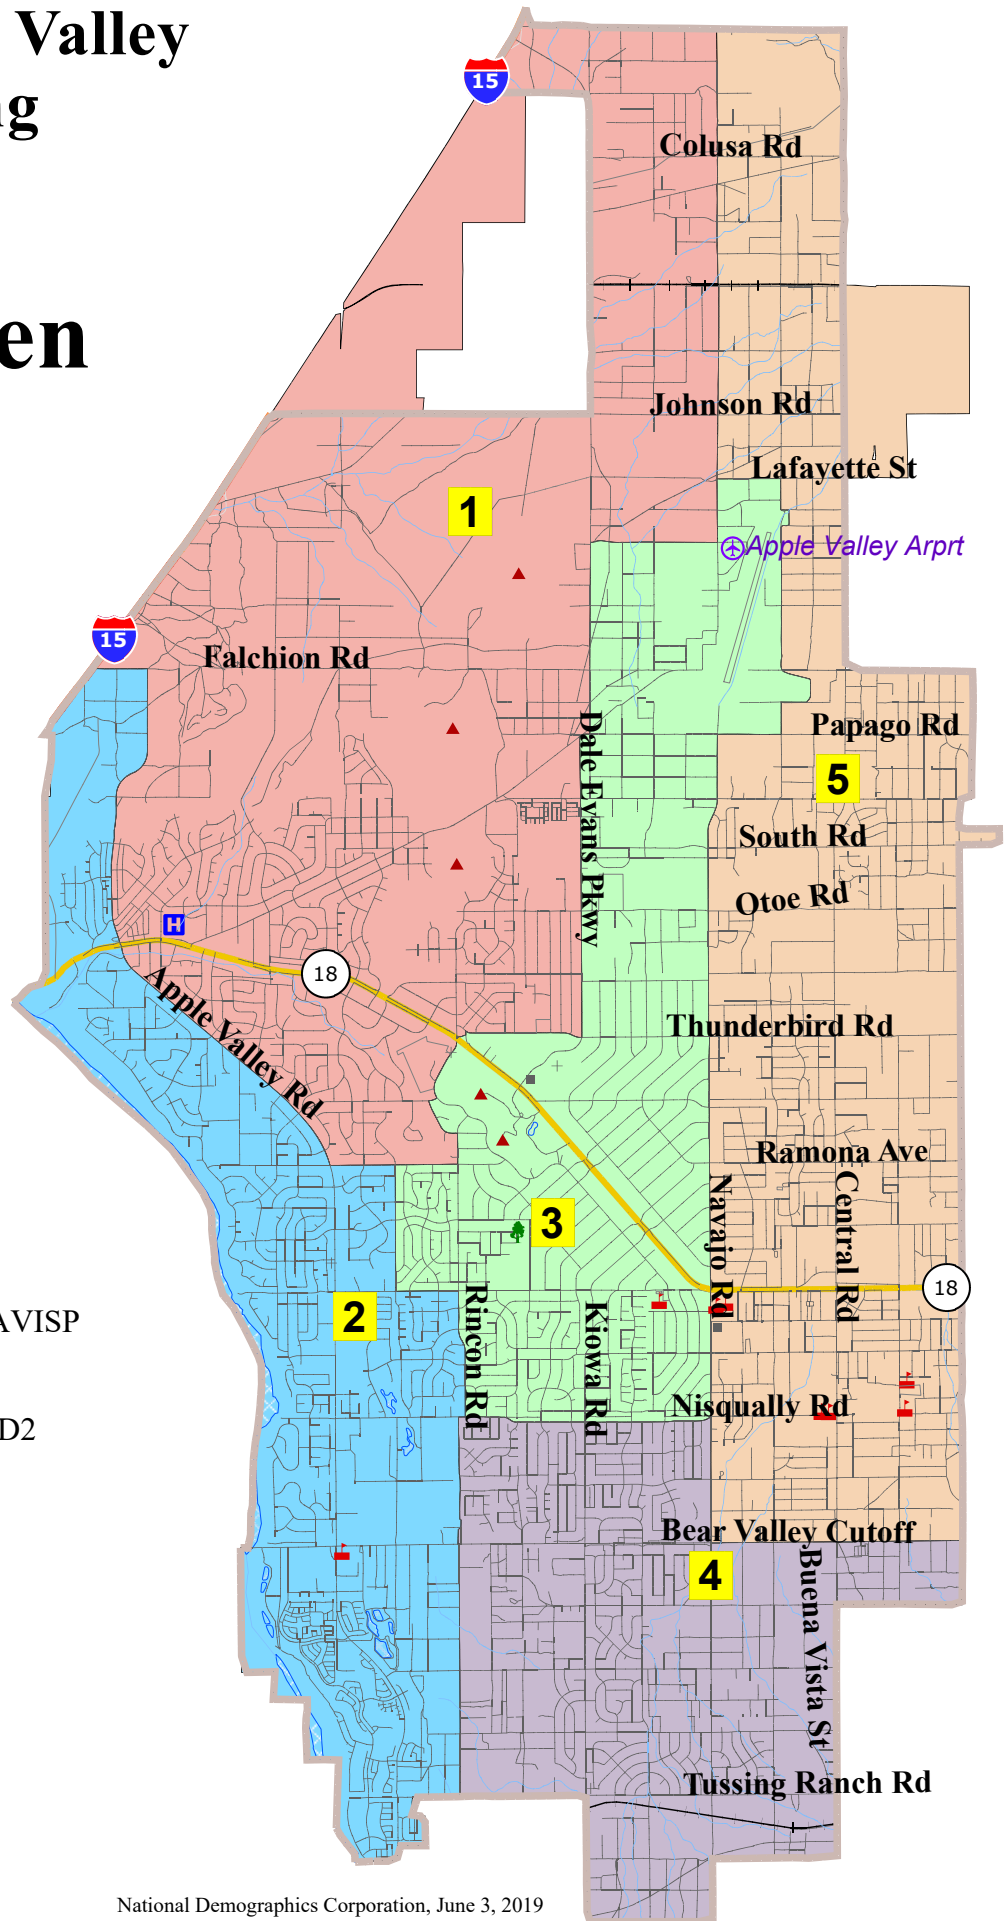 Valley
ng
en
15
Colusa Rd
Johnson Rd
Lafayette St
1
Apple Valley Arprt
15
Falchion Rd
Dale Evans Pkwy
Papago Rd
5
South Rd
Otoe Rd
H
18
Apple Valley Rd
Thunderbird Rd
Ramona Ave
Navajo Rd
Central Rd
3
18
2
Rincon Rd
Kiowa Rd
AVISP
Nisqually Rd
D2
Bear Valley Cutoff
4
Buena Vista St
Tussing Ranch Rd
National Demographics Corporation, June 3, 2019